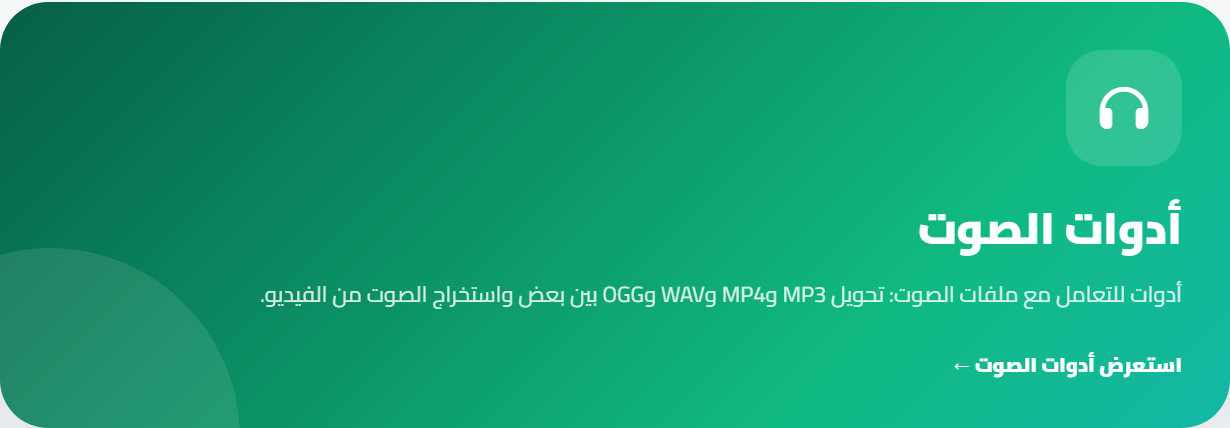 أدوات الصوت
أدوات للتعامل مع ملفات الصوت: تحويل MP3 وMP4 وWAV وOGG بين بعض واستخراج الصوت من الفيديو.
استعرض أدوات الصوت ←